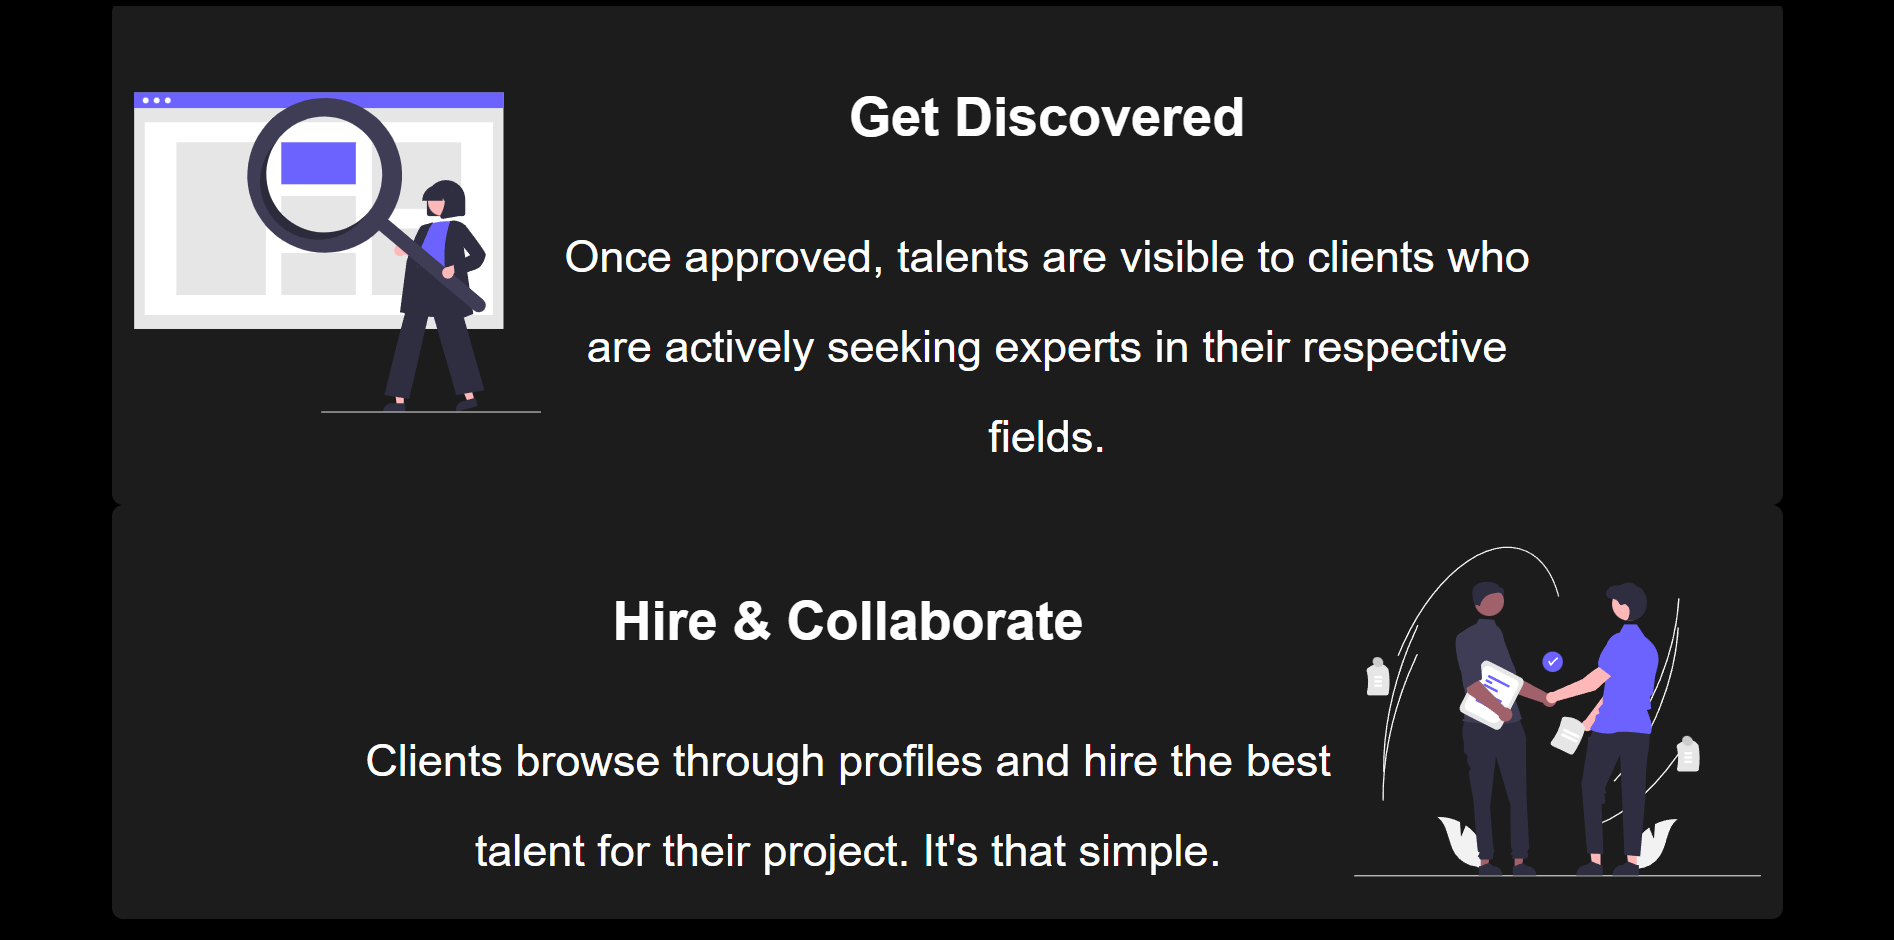 Get Discovered
Once approved, talents are visible to clients who
are actively seeking experts in their respective
fields.
Hire & Collaborate
Clients browse through profiles and hire the best
talent for their project. It's that simple.